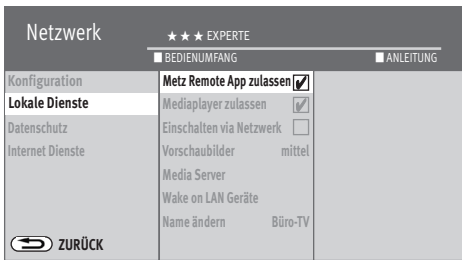 Netzwerk
★ ★ ★ EXPERTE
BEDIENUMFANG ANLEITUNG
Konfiguration
Lokale Dienste
Datenschutz
Internet Dienste
Metz Remote App zulassen
Mediaplayer zulassen
Einschalten via Netzwerk
Vorschaubilder mittel
Media Server
Wake on LAN Geräte
Name ändern Büro-TV
ZURÜCK